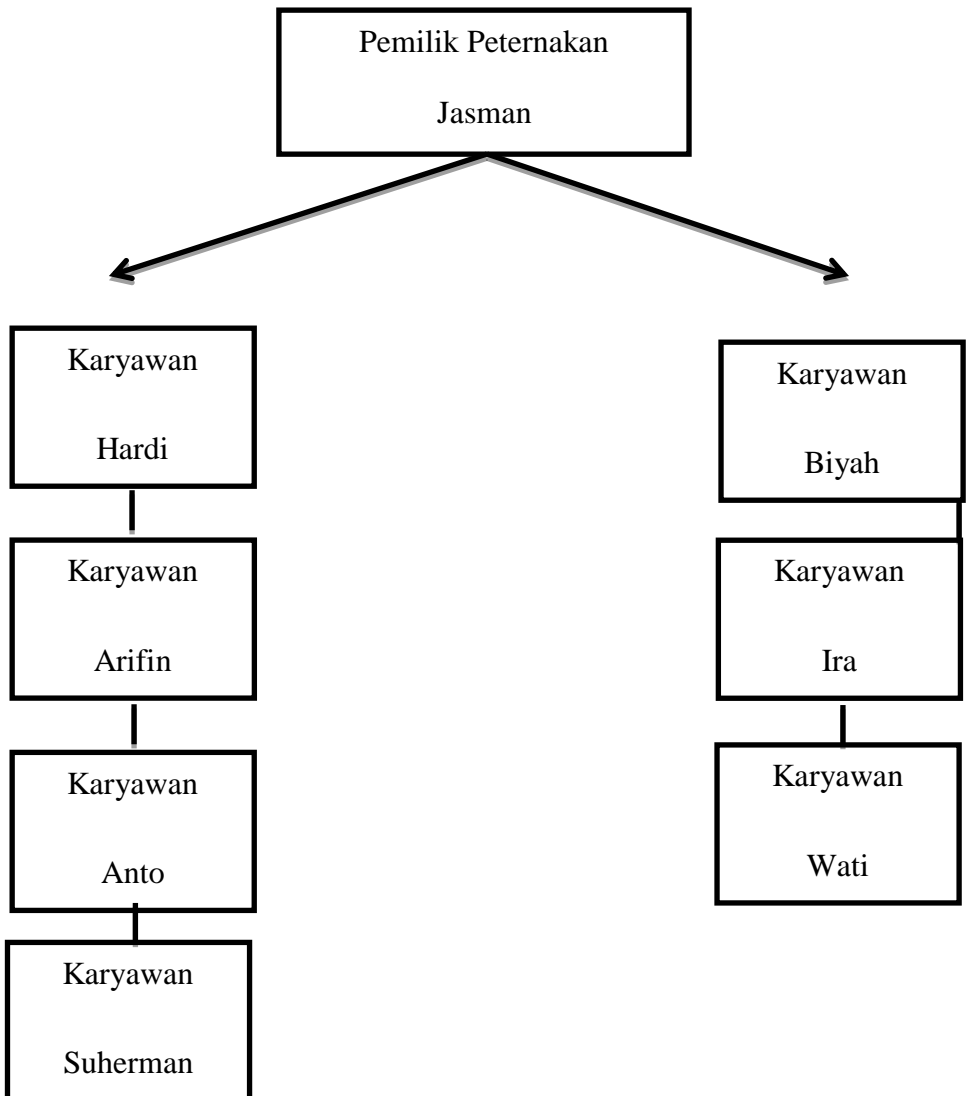 Pemilik Peternakan
Jasman
Karyawan
Hardi
Karyawan
Arifin
Karyawan
Anto
Karyawan
Suherman
Karyawan
Biyah
Karyawan
Ira
Karyawan
Wati